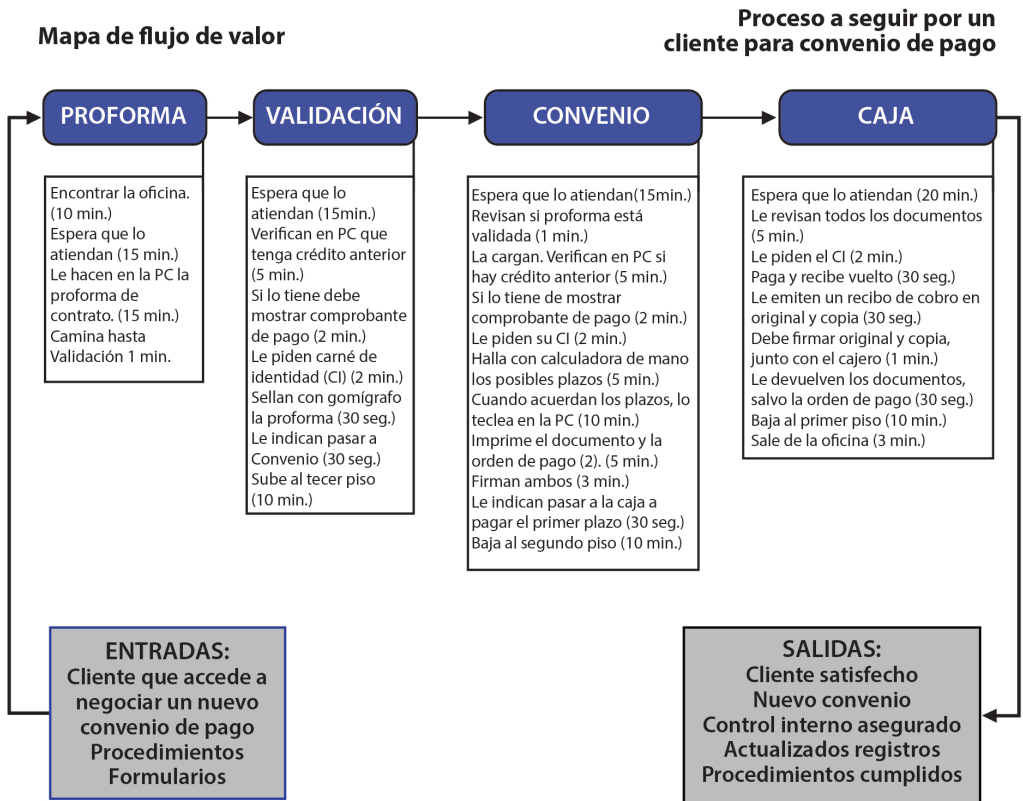 Mapa de flujo de valor
Proceso a seguir por un
cliente para convenio de pago
PROFORMA
Encontrar la oficina.
(10 min.)
Espera que lo
atiendan (15 min.)
Le hacen en la PC la
proforma de
contrato. (15 min.)
Camina hasta
Validación 1 min.
VALIDACIÓN
Espera que lo
atiendan (15min.)
Verifican en PC que
tenga crédito anterior
(5 min.)
Si lo tiene debe
mostrar comprobante
de pago (2 min.)
Le piden carné de
identidad (CI) (2 min.)
Sellan con gomígrafo
la proforma (30 seg.)
Le indican pasar a
Convenio (30 seg.)
Sube al tecer piso
(10 min.)
CONVENIO
Espera que lo atiendan(15min.)
Revisan si proforma está
validada (1 min.)
La cargan. Verifican en PC si
hay crédito anterior (5 min.)
Si lo tiene de mostrar
comprobante de pago (2 min.)
Le piden su CI (2 min.)
Halla con calculadora de mano
los posibles plazos (5 min.)
Cuando acuerdan los plazos, lo
teclea en la PC (10 min.)
Imprime el documento y la
orden de pago (2). (5 min.)
Firman ambos (3 min.)
Le indican pasar a la caja a
pagar el primer plazo (30 seg.)
Baja al segundo piso (10 min.)
CAJA
Espera que lo atiendan (20 min.)
Le revisan todos los documentos
(5 min.)
Le piden el CI (2 min.)
Paga y recibe vuelto (30 seg.)
Le emiten un recibo de cobro en
original y copia (30 seg.)
Debe firmar original y copia,
junto con el cajero (1 min.)
Le devuelven los documentos,
salvo la orden de pago (30 seg.)
Baja al primer piso (10 min.)
Sale de la oficina (3 min.)
ENTRADAS:
Cliente que accede a
negociar un nuevo
convenio de pago
Procedimientos
Formularios
SALIDAS:
Cliente satisfecho
Nuevo convenio
Control interno asegurado
Actualizados registros
Procedimientos cumplidos